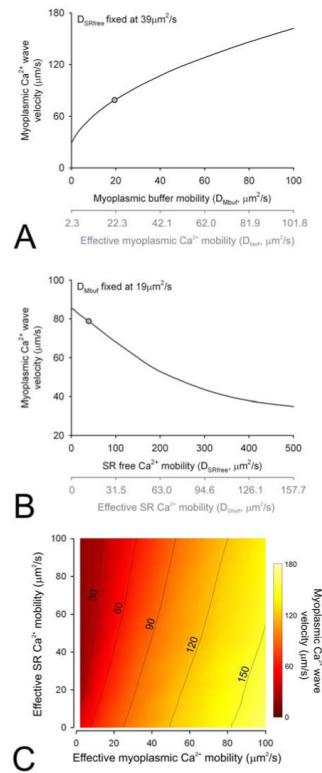 D_SRfree fixed at 39μm²/s
Myoplasmic Ca²⁺ wave
velocity (μm/s)
180
120
60
0
0 20 40 60 80 100
Myoplasmic buffer mobility (D_Mbuf, μm²/s)
2.3 22.3 42.1 62.0 81.9 101.8
Effective myoplasmic Ca²⁺ mobility (D μm²/s)
A
D_Mbuf fixed at 19μm²/s
Myoplasmic Ca²⁺ wave
velocity (μm/s)
100
80
60
40
20
0 100 200 300 400 500
SR free Ca²⁺ mobility (D_SRfree, μm²/s)
0 31.5 63.0 94.6 126.1 157.7
Effective SR Ca²⁺ mobility (D μm²/s)
B
Effective SR Ca²⁺ mobility (μm²/s)
100
80
60
40
20
0
30
60
90
120
150
0 20 40 60 80 100
Effective myoplasmic Ca²⁺ mobility (μm²/s)
180
120
60
0
Myoplasmic Ca²⁺ wave
velocity (μm/s)
C